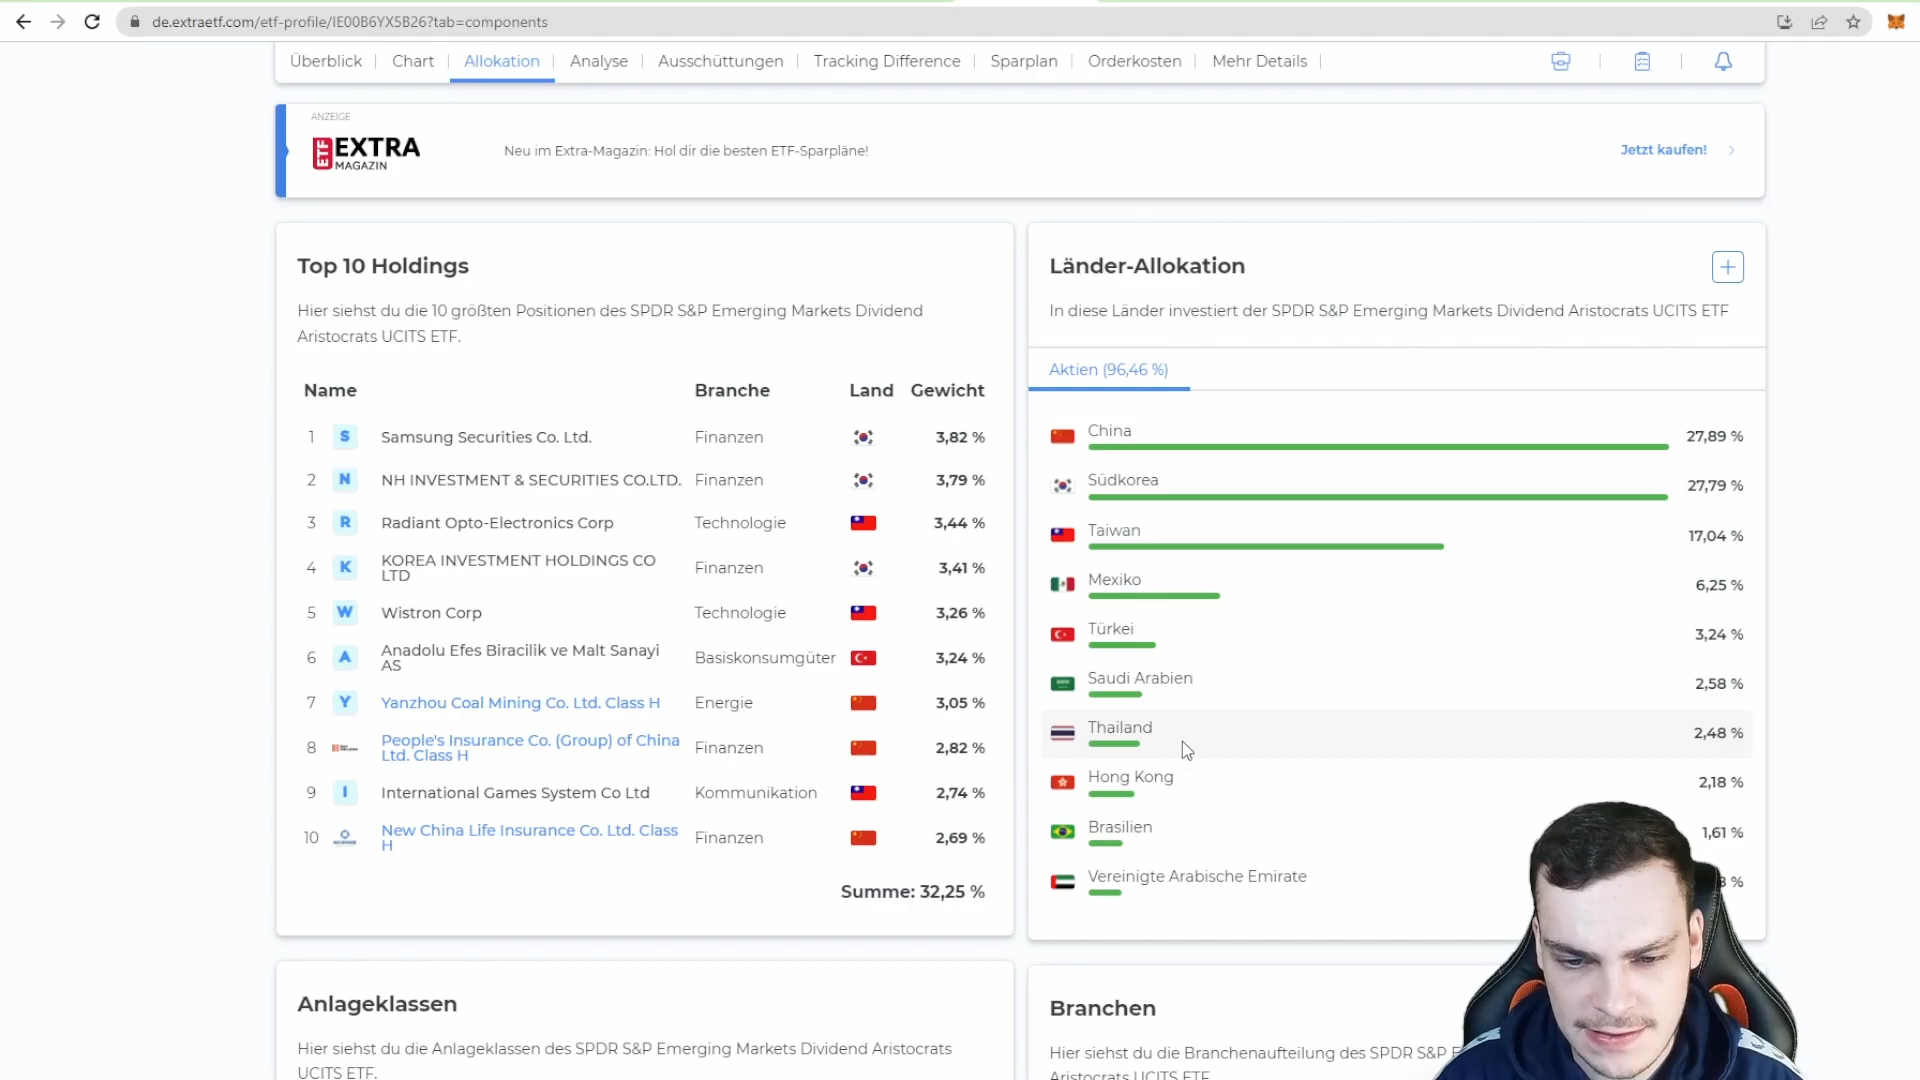 de.extraetf.com/etf-profile/IE00B6YX5B26?tab=components
Überblick
Chart
Allokation
Analyse
Ausschüttungen
Tracking Difference
Sparplan
Orderkosten
Mehr Details
ANZEIGE
ETF EXTRA
MAGAZIN
Neu im Extra-Magazin: Hol dir die besten ETF-Sparpläne!
Jetzt kaufen!
Top 10 Holdings
Hier siehst du die 10 größten Positionen des SPDR S&P Emerging Markets Dividend
Aristocrats UCITS ETF.
Name Branche Land Gewicht
1 S Samsung Securities Co. Ltd. Finanzen 3,82 %
2 N NH INVESTMENT & SECURITIES CO.LTD. Finanzen 3,79 %
3 R Radiant Opto-Electronics Corp Technologie 3,44 %
4 K KOREA INVESTMENT HOLDINGS CO
LTD Finanzen 3,41 %
5 W Wistron Corp Technologie 3,26 %
6 A Anadolu Efes Biracilik ve Malt Sanayi
AS Basiskonsumgüter 3,24 %
7 Y Yanzhou Coal Mining Co. Ltd. Class H Energie 3,05 %
8 People's Insurance Co. (Group) of China
Ltd. Class H Finanzen 2,82 %
9 I International Games System Co Ltd Kommunikation 2,74 %
10 New China Life Insurance Co. Ltd. Class
H Finanzen 2,69 %
Summe: 32,25 %
Länder-Allokation
In diese Länder investiert der SPDR S&P Emerging Markets Dividend Aristocrats UCITS ETF
Aktien (96,46 %)
China 27,89 %
Südkorea 27,79 %
Taiwan 17,04 %
Mexiko 6,25 %
Türkei 3,24 %
Saudi Arabien 2,58 %
Thailand 2,48 %
Hong Kong 2,18 %
Brasilien 1,61 %
Vereinigte Arabische Emirate %
Anlageklassen
Hier siehst du die Anlageklassen des SPDR S&P Emerging Markets Dividend Aristocrats
UCITS ETF.
Branchen
Hier siehst du die Branchenaufteilung des SPDR S&P
Aristocrats UCITS ETF